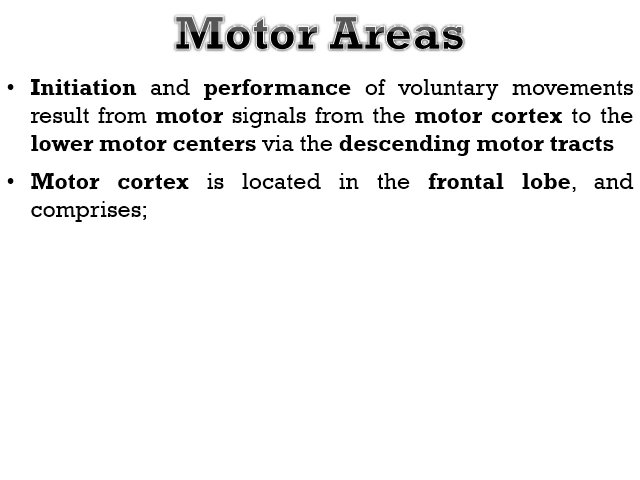 Motor Areas
• Initiation and performance of voluntary movements
result from motor signals from the motor cortex to the
lower motor centers via the descending motor tracts
• Motor cortex is located in the frontal lobe, and
comprises;